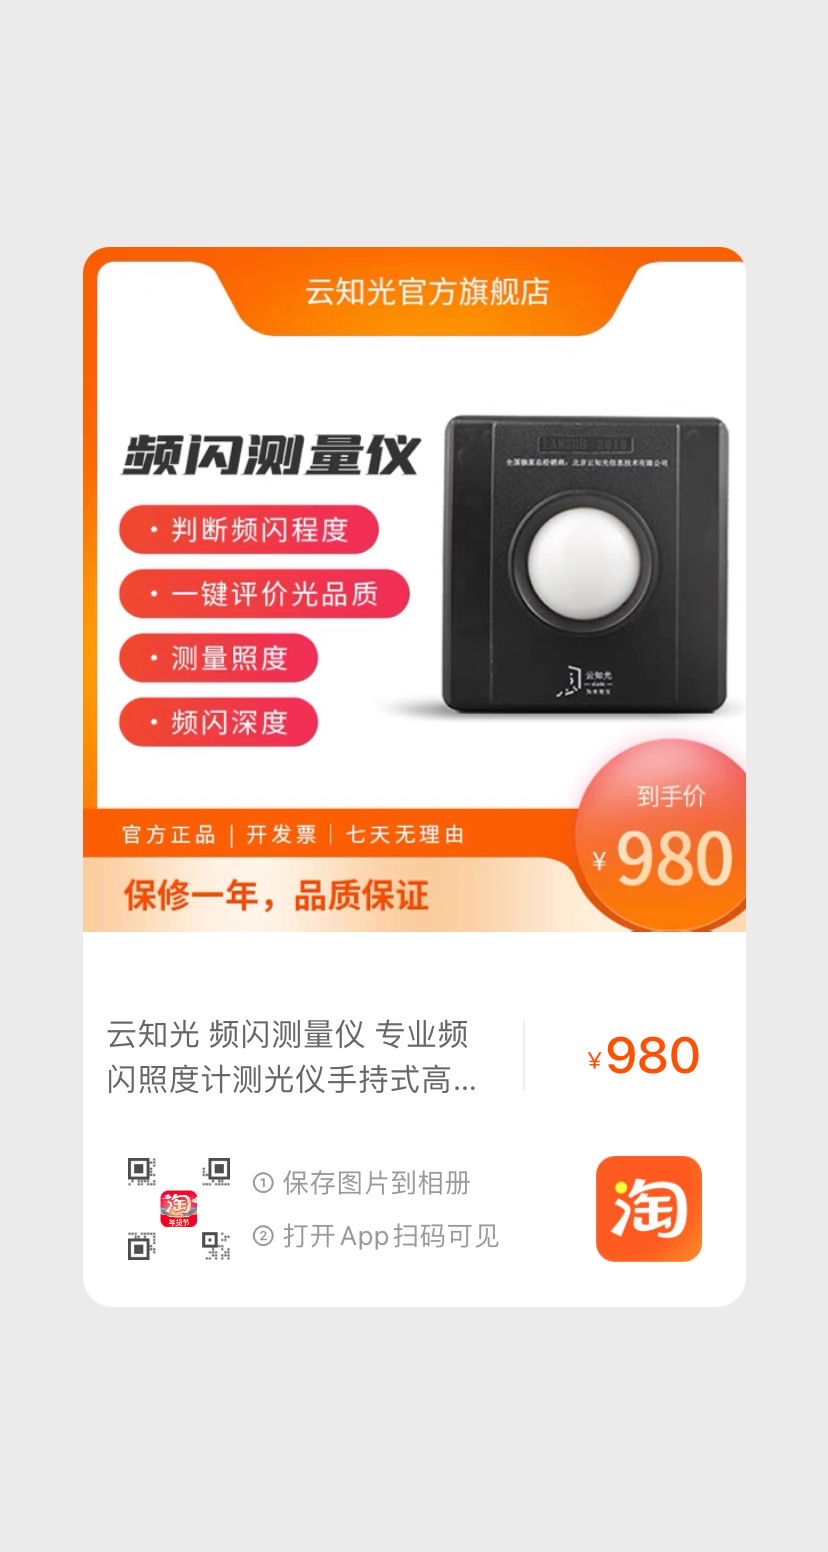 云知光官方旗舰店
频闪测量仪
·判断频闪程度
·一键评价光品质
·测量照度
·频闪深度
LANSHU-2018
全国独家总经销商：北京云知光信息技术有限公司
云知光
到手价
¥980
官方正品|开发票|七天无理由
保修一年，品质保证
云知光 频闪测量仪 专业频
闪照度计测光仪手持式高...
¥980
淘
年货节
① 保存图片到相册
② 打开App扫码可见
淘